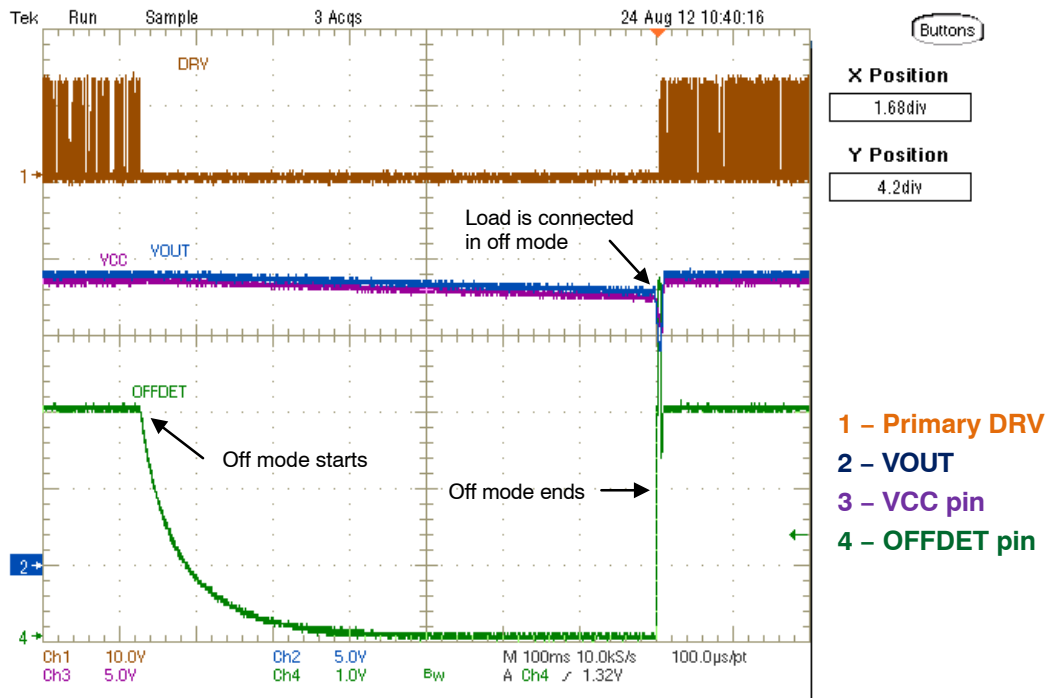 Tek Run Sample 3 Acqs 24 Aug 12 10:40:16
Buttons
X Position
1.68div
Y Position
4.2div
DRV
1
Load is connected
in off mode
VCC VOUT
OFFDET
Off mode starts
Off mode ends
1 – Primary DRV
2 – VOUT
3 – VCC pin
4 – OFFDET pin
2
4
Ch1 10.0V Ch2 5.0V M 100ms 10.0kS/s 100.0µs/pt
Ch3 5.0V Ch4 1.0V BW A Ch4 / 1.32V